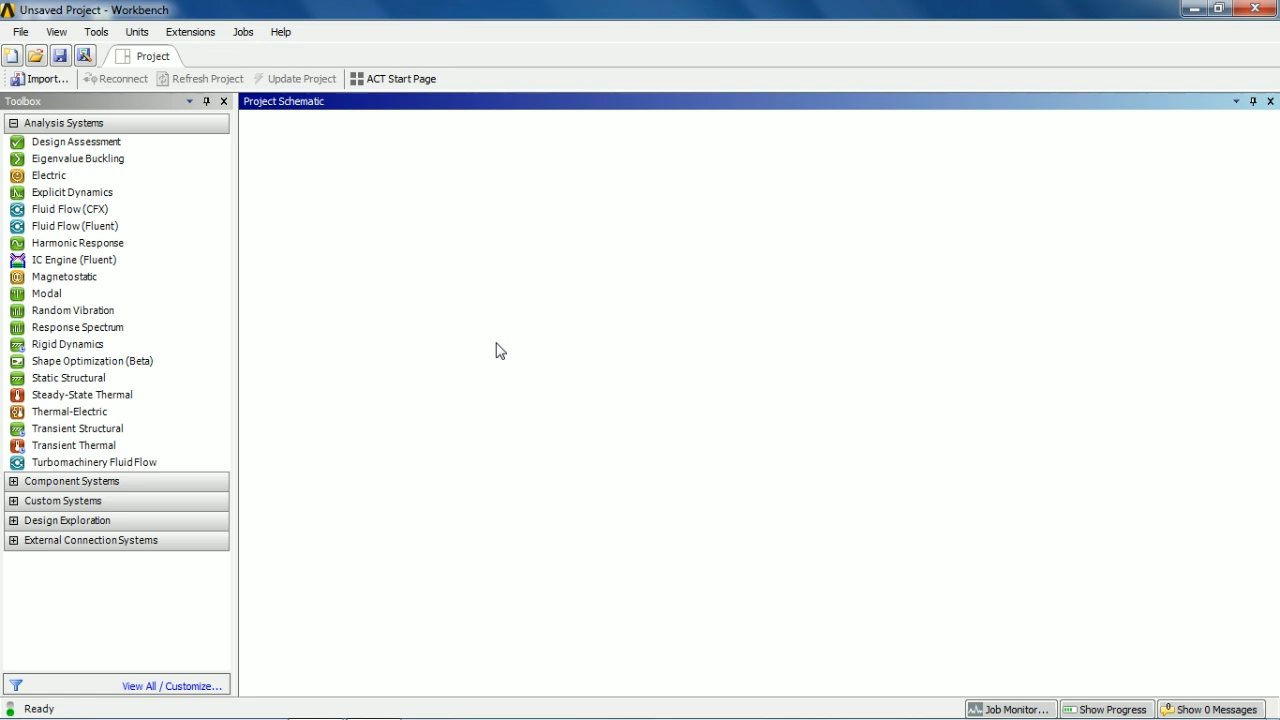 Unsaved Project - Workbench
File View Tools Units Extensions Jobs Help
Project
Import... Reconnect Refresh Project Update Project ACT Start Page
Toolbox
Project Schematic
Analysis Systems
Design Assessment
Eigenvalue Buckling
Electric
Explicit Dynamics
Fluid Flow (CFX)
Fluid Flow (Fluent)
Harmonic Response
IC Engine (Fluent)
Magnetostatic
Modal
Random Vibration
Response Spectrum
Rigid Dynamics
Shape Optimization (Beta)
Static Structural
Steady-State Thermal
Thermal-Electric
Transient Structural
Transient Thermal
Turbomachinery Fluid Flow
Component Systems
Custom Systems
Design Exploration
External Connection Systems
View All / Customize...
Ready
Job Monitor... Show Progress Show 0 Messages